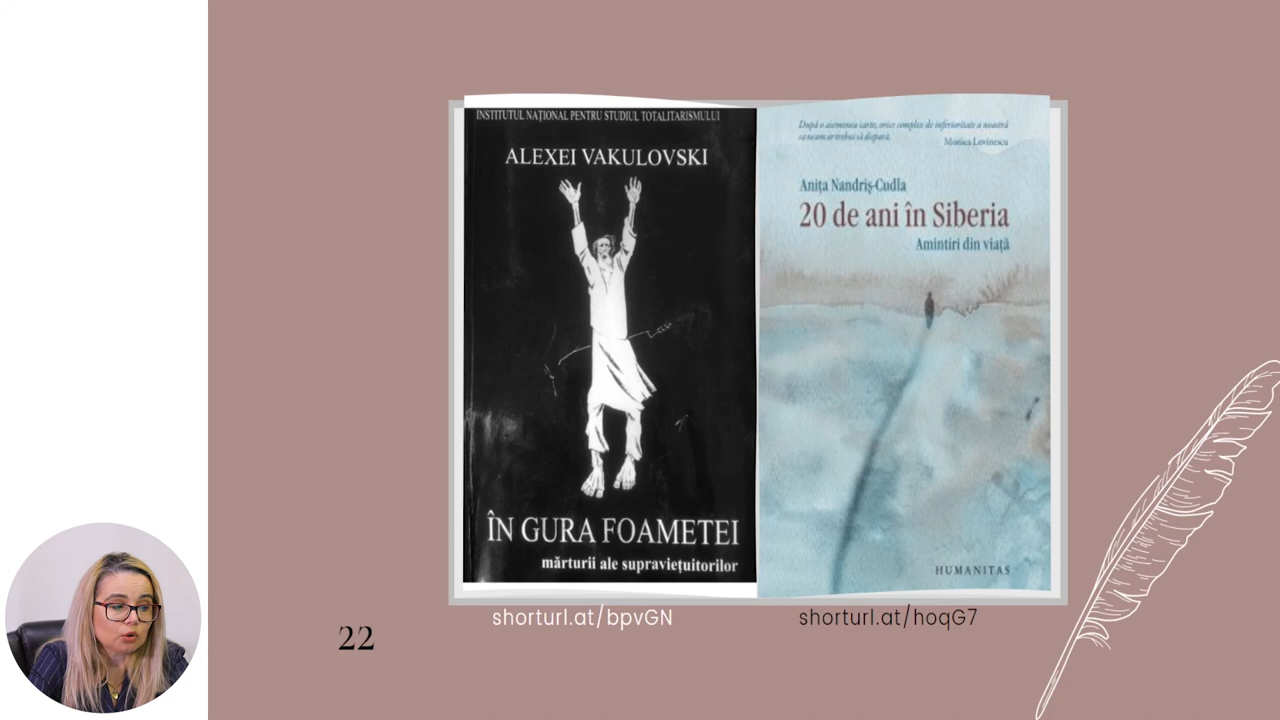 INSTITUTUL NAȚIONAL PENTRU STUDIUL TOTALITARISMULUI
ALEXEI VAKULOVSKI
ÎN GURA FOAMETEI
mărturii ale supraviețuitorilor
După o asemenea carte, orice complex de inferioritate a noastră
ca neam ar trebui să dispară.
Monica Lovinescu
Anița Nandriș-Cudla
20 de ani în Siberia
Amintiri din viață
HUMANITAS
shorturl.at/bpvGN
shorturl.at/hoqG7
22